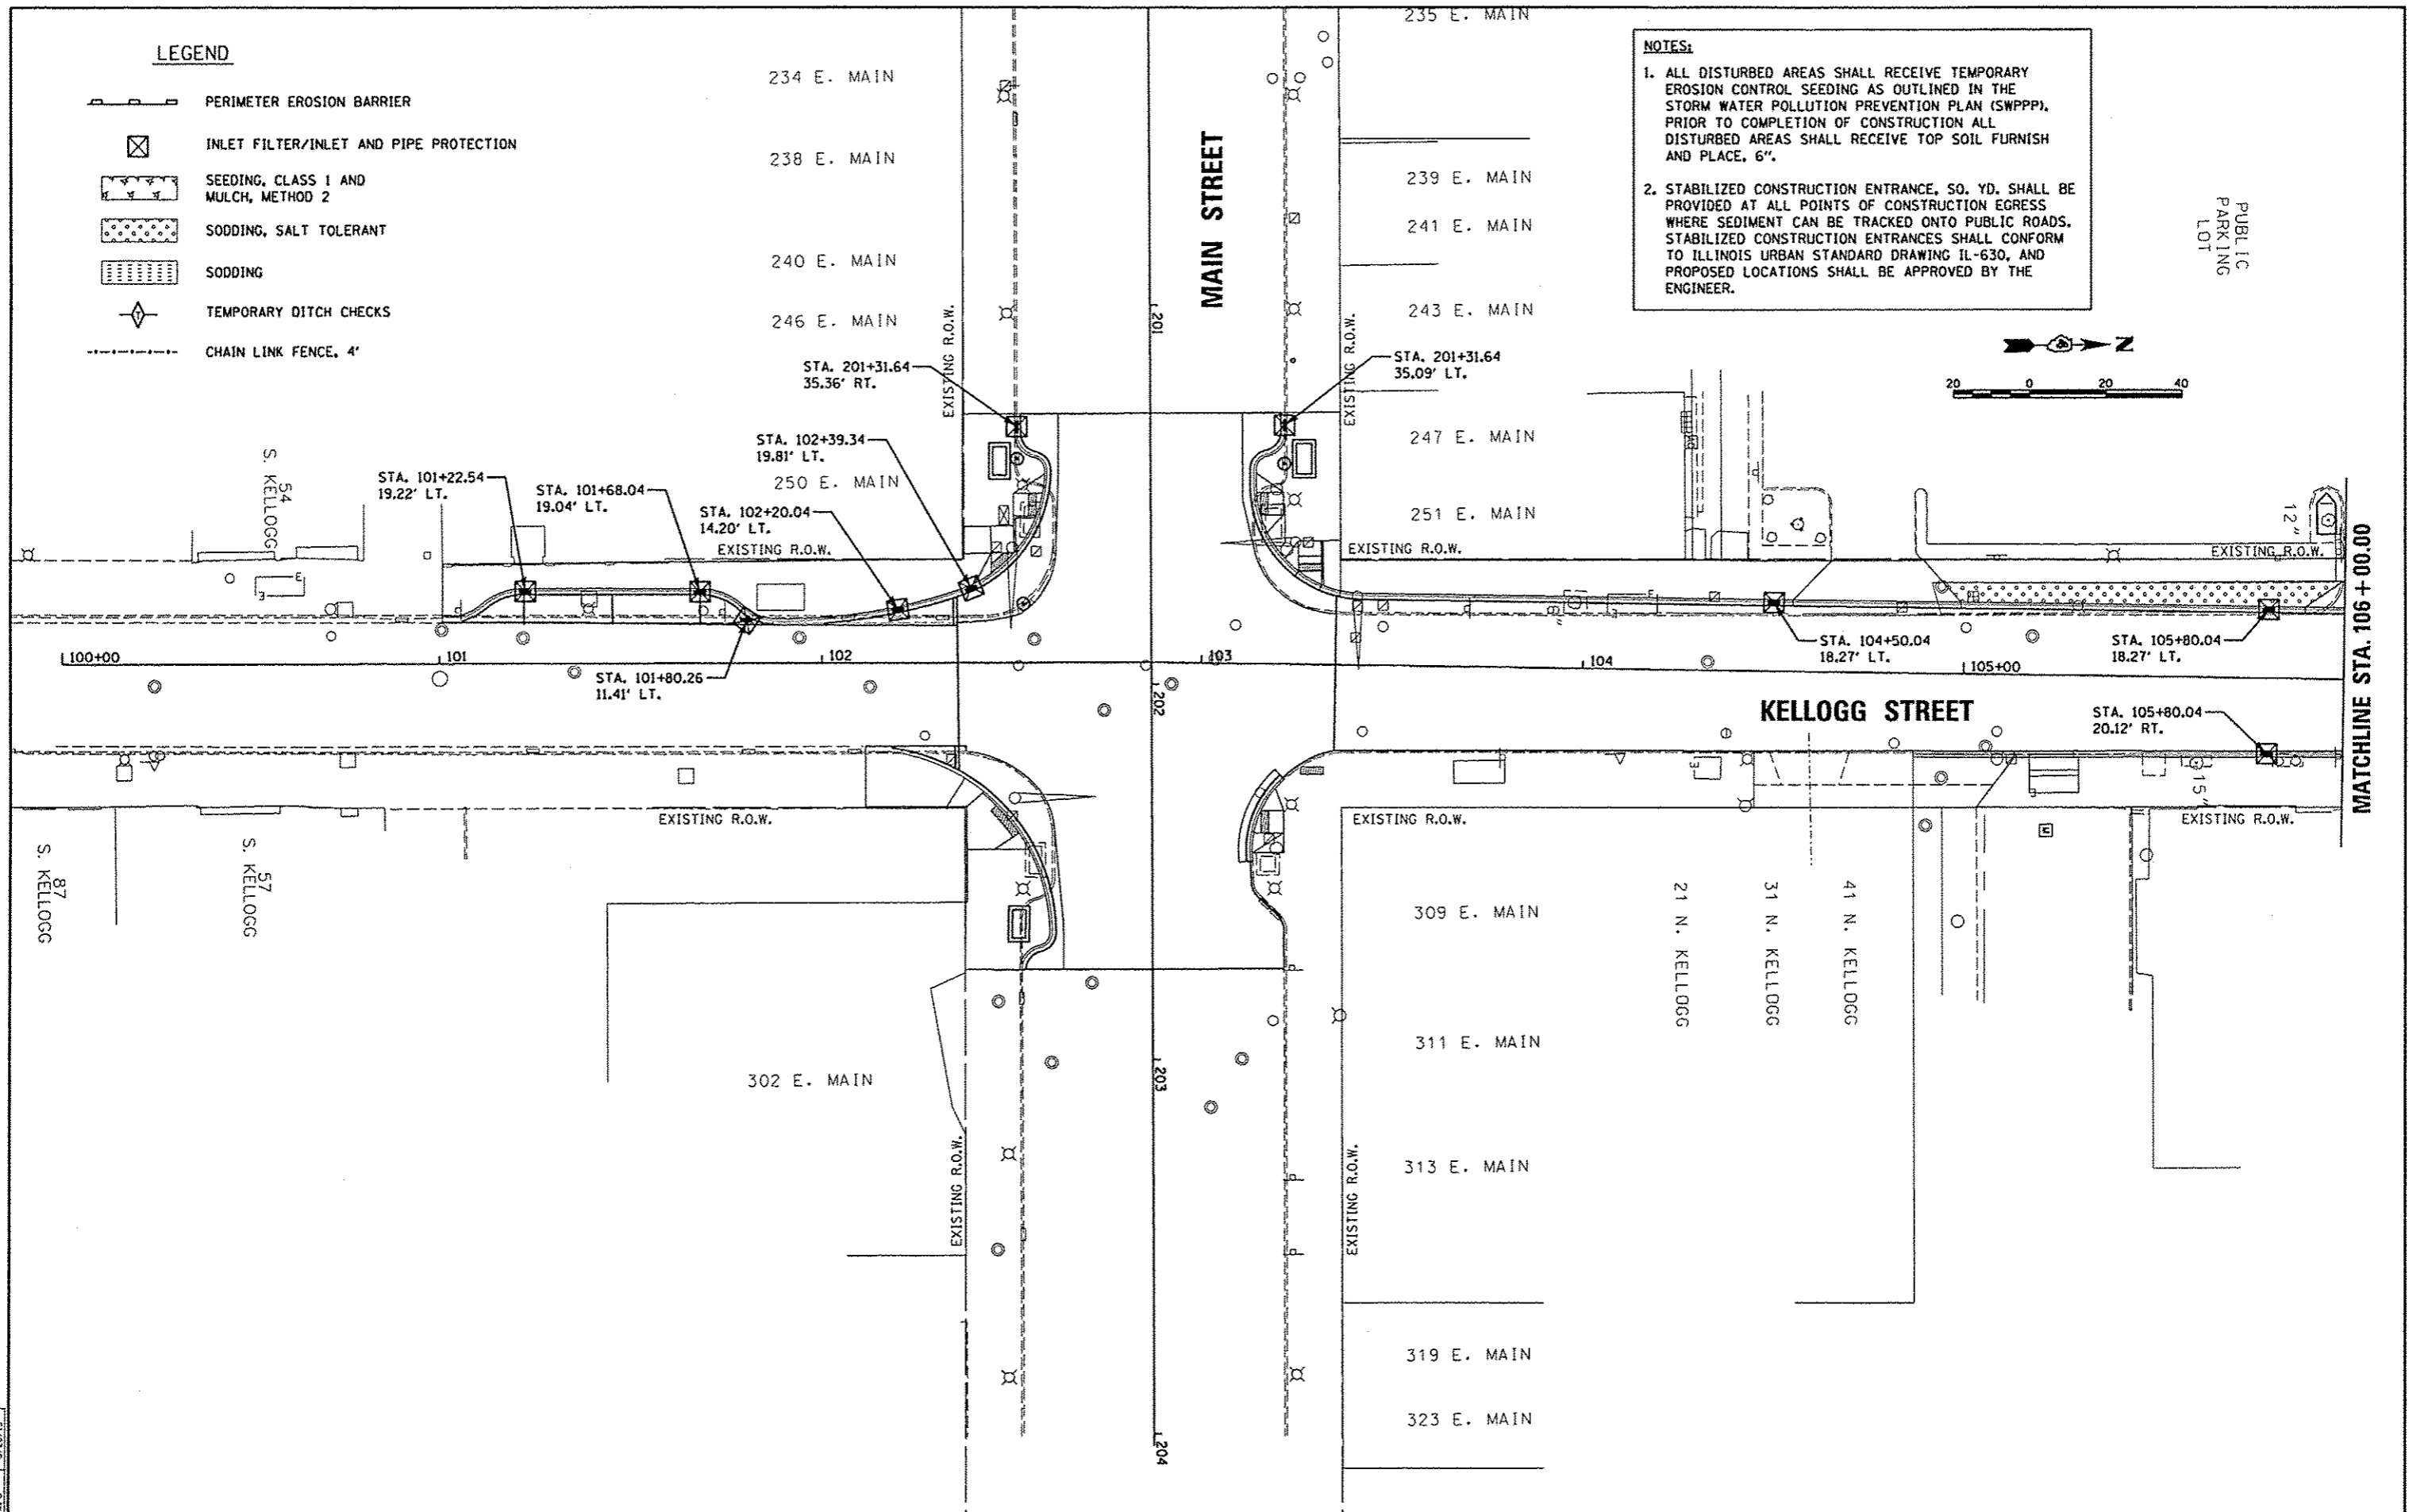 LEGEND
PERIMETER EROSION BARRIER
INLET FILTER/INLET AND PIPE PROTECTION
SEEDING, CLASS 1 AND
MULCH, METHOD 2
SODDING, SALT TOLERANT
SODDING
T
TEMPORARY DITCH CHECKS
CHAIN LINK FENCE, 4'
234 E. MAIN
238 E. MAIN
240 E. MAIN
246 E. MAIN
250 E. MAIN
EXISTING R.O.W.
MAIN STREET
201
235 E. MAIN
239 E. MAIN
241 E. MAIN
243 E. MAIN
247 E. MAIN
251 E. MAIN
EXISTING R.O.W.
NOTES:
1. ALL DISTURBED AREAS SHALL RECEIVE TEMPORARY
EROSION CONTROL SEEDING AS OUTLINED IN THE
STORM WATER POLLUTION PREVENTION PLAN (SWPPP).
PRIOR TO COMPLETION OF CONSTRUCTION ALL
DISTURBED AREAS SHALL RECEIVE TOP SOIL FURNISH
AND PLACE, 6".
2. STABILIZED CONSTRUCTION ENTRANCE, SQ. YD. SHALL BE
PROVIDED AT ALL POINTS OF CONSTRUCTION EGRESS
WHERE SEDIMENT CAN BE TRACKED ONTO PUBLIC ROADS.
STABILIZED CONSTRUCTION ENTRANCES SHALL CONFORM
TO ILLINOIS URBAN STANDARD DRAWING IL-630, AND
PROPOSED LOCATIONS SHALL BE APPROVED BY THE
ENGINEER.
PUBLIC
PARKING
LOT
N
20 0 20 40
STA. 201+31.64
35.36' RT.
STA. 201+31.64
35.09' LT.
STA. 102+39.34
19.81' LT.
STA. 101+22.54
19.22' LT.
STA. 101+68.04
19.04' LT.
STA. 102+20.04
14.20' LT.
54
S. KELLOGG
EXISTING R.O.W.
EXISTING R.O.W.
EXISTING R.O.W.
12"
MATCHLINE STA. 106+00.00
100+00
101
102
103
104
105+00
STA. 101+80.26
11.41' LT.
STA. 104+50.04
18.27' LT.
STA. 105+80.04
18.27' LT.
202
KELLOGG STREET
STA. 105+80.04
20.12' RT.
15"
EXISTING R.O.W.
EXISTING R.O.W.
EXISTING R.O.W.
87
S. KELLOGG
57
S. KELLOGG
309 E. MAIN
21 N. KELLOGG
31 N. KELLOGG
41 N. KELLOGG
302 E. MAIN
203
311 E. MAIN
313 E. MAIN
EXISTING R.O.W.
EXISTING R.O.W.
319 E. MAIN
323 E. MAIN
204